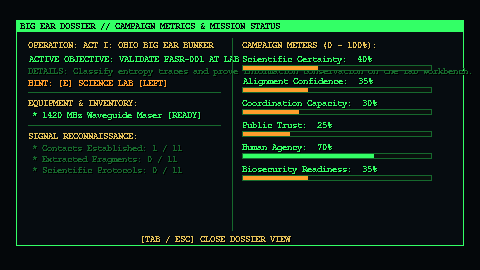 BIG EAR DOSSIER // CAMPAIGN METRICS & MISSION STATUS
OPERATION: ACT I: OHIO BIG EAR BUNKER
ACTIVE OBJECTIVE: VALIDATE FASR-001 AT LAB
DETAILS: Classify entropy traces and prove information conservation on the Ear workbench.
HINT: [E] SCIENCE LAB [LEFT]
EQUIPMENT & INVENTORY:
* 1420 MHz Waveguide Maser [READY]
SIGNAL RECONNAISSANCE:
* Contacts Established: 1 / 11
* Extracted Fragments: 0 / 11
* Scientific Protocols: 0 / 11
CAMPAIGN METERS (0 - 100%):
Scientific Certainty: 40%
Alignment Confidence: 35%
Coordination Capacity: 30%
Public Trust: 25%
Human Agency: 70%
Biosecurity Readiness: 35%
[TAB / ESC] CLOSE DOSSIER VIEW